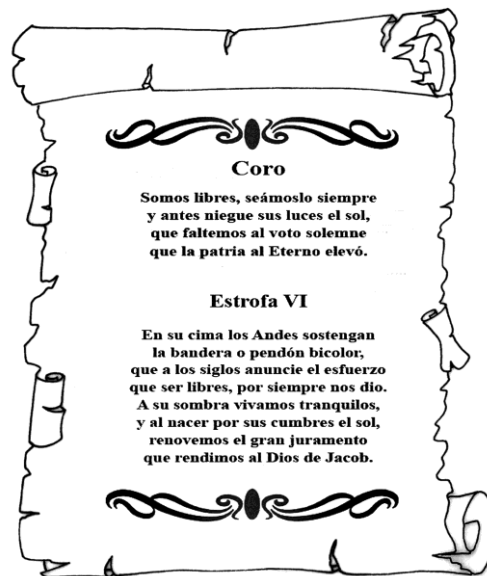 Coro
Somos libres, seámoslo siempre
y antes niegue sus luces el sol,
que faltemos al voto solemne
que la patria al Eterno elevó.
Estrofa VI
En su cima los Andes sostengan
la bandera o pendón bicolor,
que a los siglos anuncie el esfuerzo
que ser libres, por siempre nos dio.
A su sombra vivamos tranquilos,
y al nacer por sus cumbres el sol,
renovemos el gran juramento
que rendimos al Dios de Jacob.